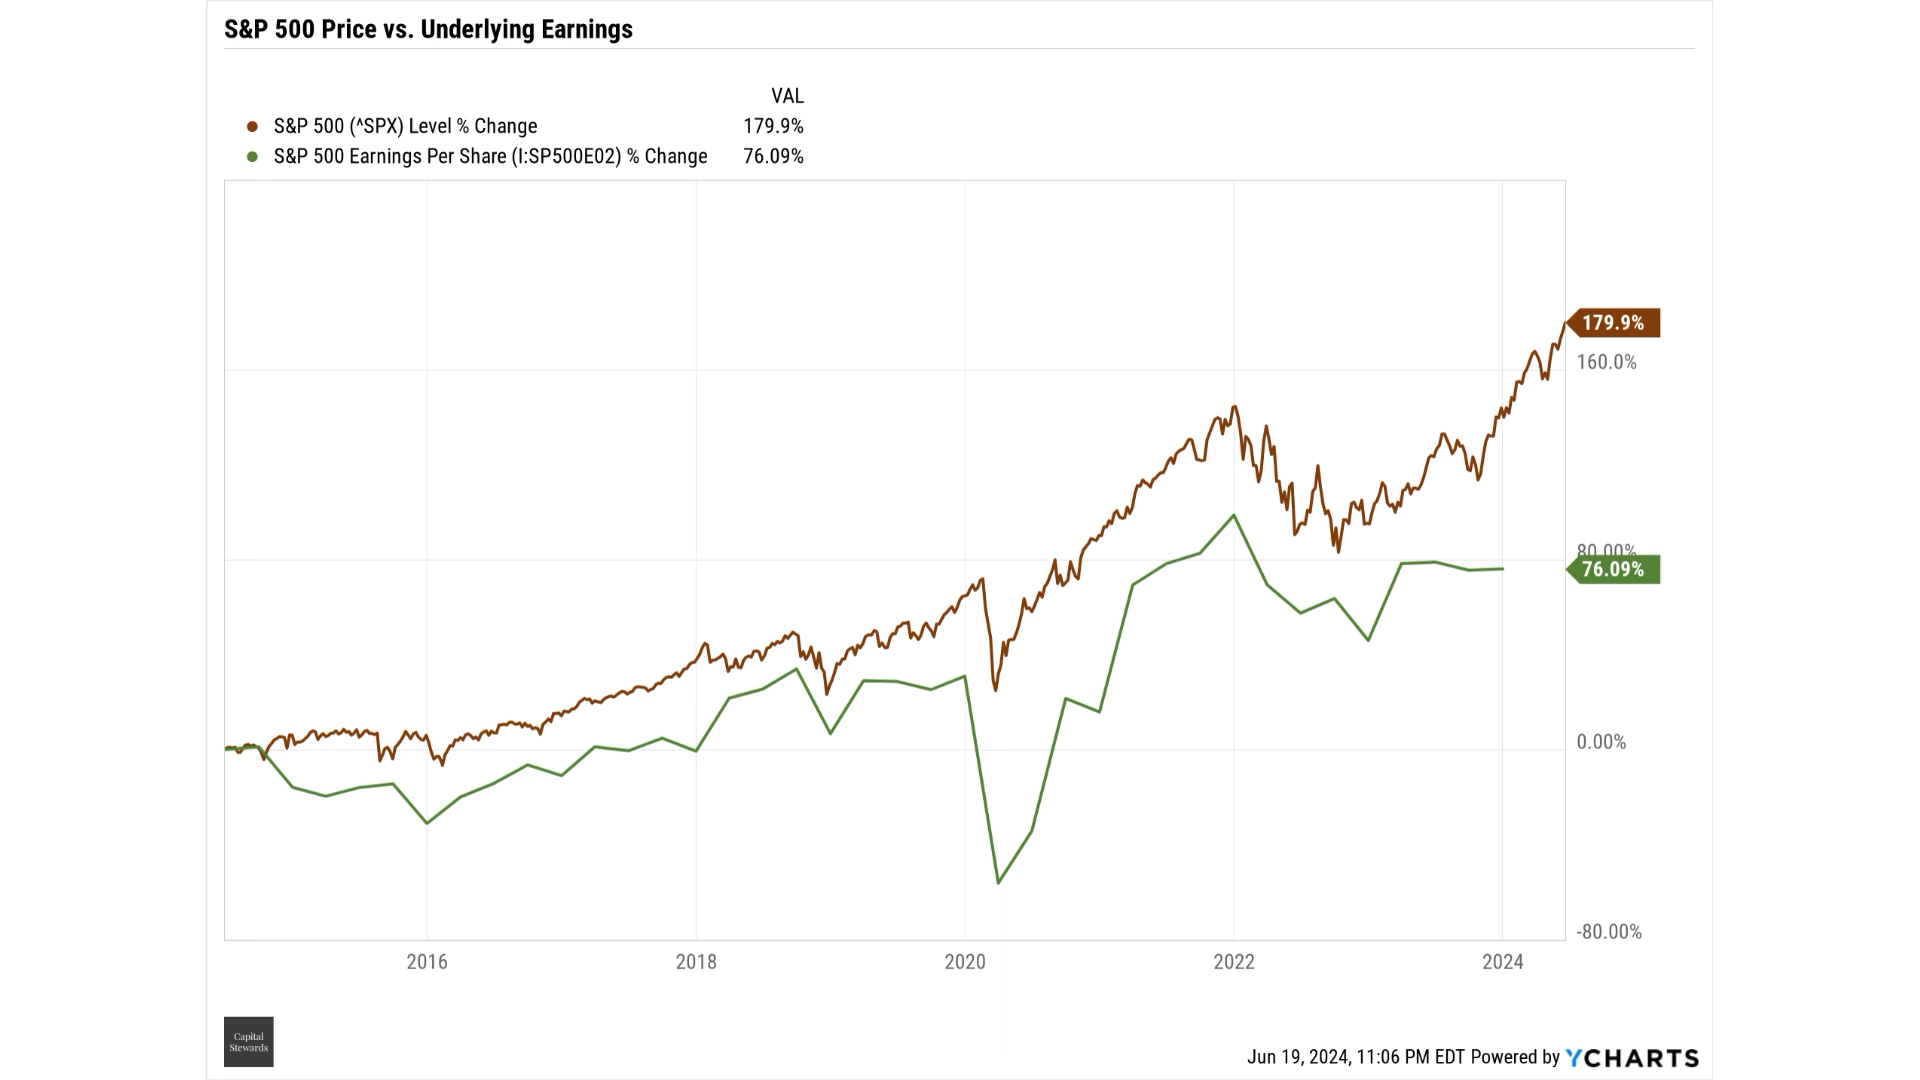 S&P 500 Price vs. Underlying Earnings
VAL
S&P 500 (^SPX) Level % Change 179.9%
S&P 500 Earnings Per Share (I:SP500E02) % Change 76.09%
179.9%
160.0%
80.00%
76.09%
0.00%
-80.00%
2016 2018 2020 2022 2024
Capital
Stewards
Jun 19, 2024, 11:06 PM EDT Powered by YCHARTS